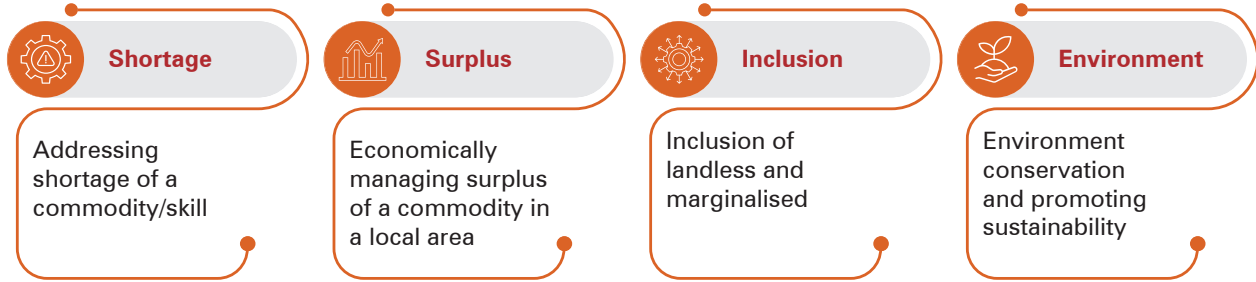 Shortage
Addressing
shortage of a
commodity/skill
Surplus
Economically
managing surplus
of a commodity in
a local area
Inclusion
Inclusion of
landless and
marginalised
Environment
Environment
conservation
and promoting
sustainability